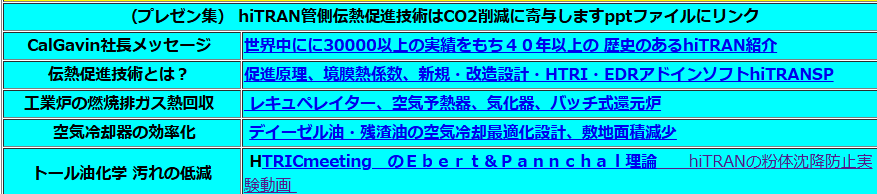 （プレゼン集） hiTRAN管側伝熱促進技術はCO2削減に寄与しますpptファイルにリンク
CalGavin社長メッセージ 世界中にに30000以上の実績をもち４０年以上の 歴史のあるhiTRAN紹介
伝熱促進技術とは？ 促進原理、境膜熱係数、新規・改造設計・HTRI・EDRアドインソフトhiTRANSP
工業炉の燃焼排ガス熱回収 レキュペレイター、空気予熱器、気化器、バッチ式還元炉
空気冷却器の効率化 デイーゼル油・残渣油の空気冷却最適化設計、敷地面積減少
トール油化学 汚れの低減 HTRICmeeting のＥｂｅｒｔ＆Ｐａｎｎｃｈａｌ理論 hiTRANの粉体沈降防止実
験動画